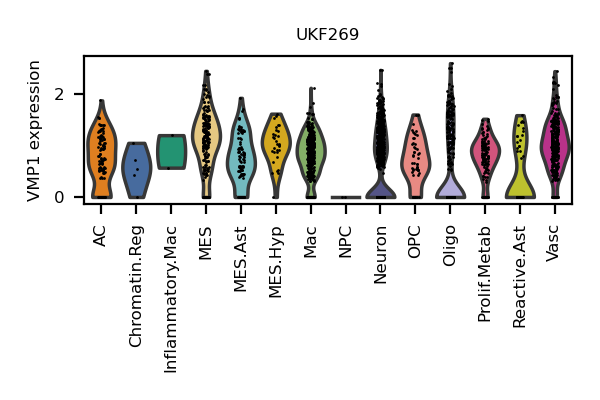 UKF269
VMP1 expression
2
0
AC
Chromatin.Reg
Inflammatory.Mac
MES
MES.Ast
MES.Hyp
Mac
NPC
Neuron
OPC
Oligo
Prolif.Metab
Reactive.Ast
Vasc